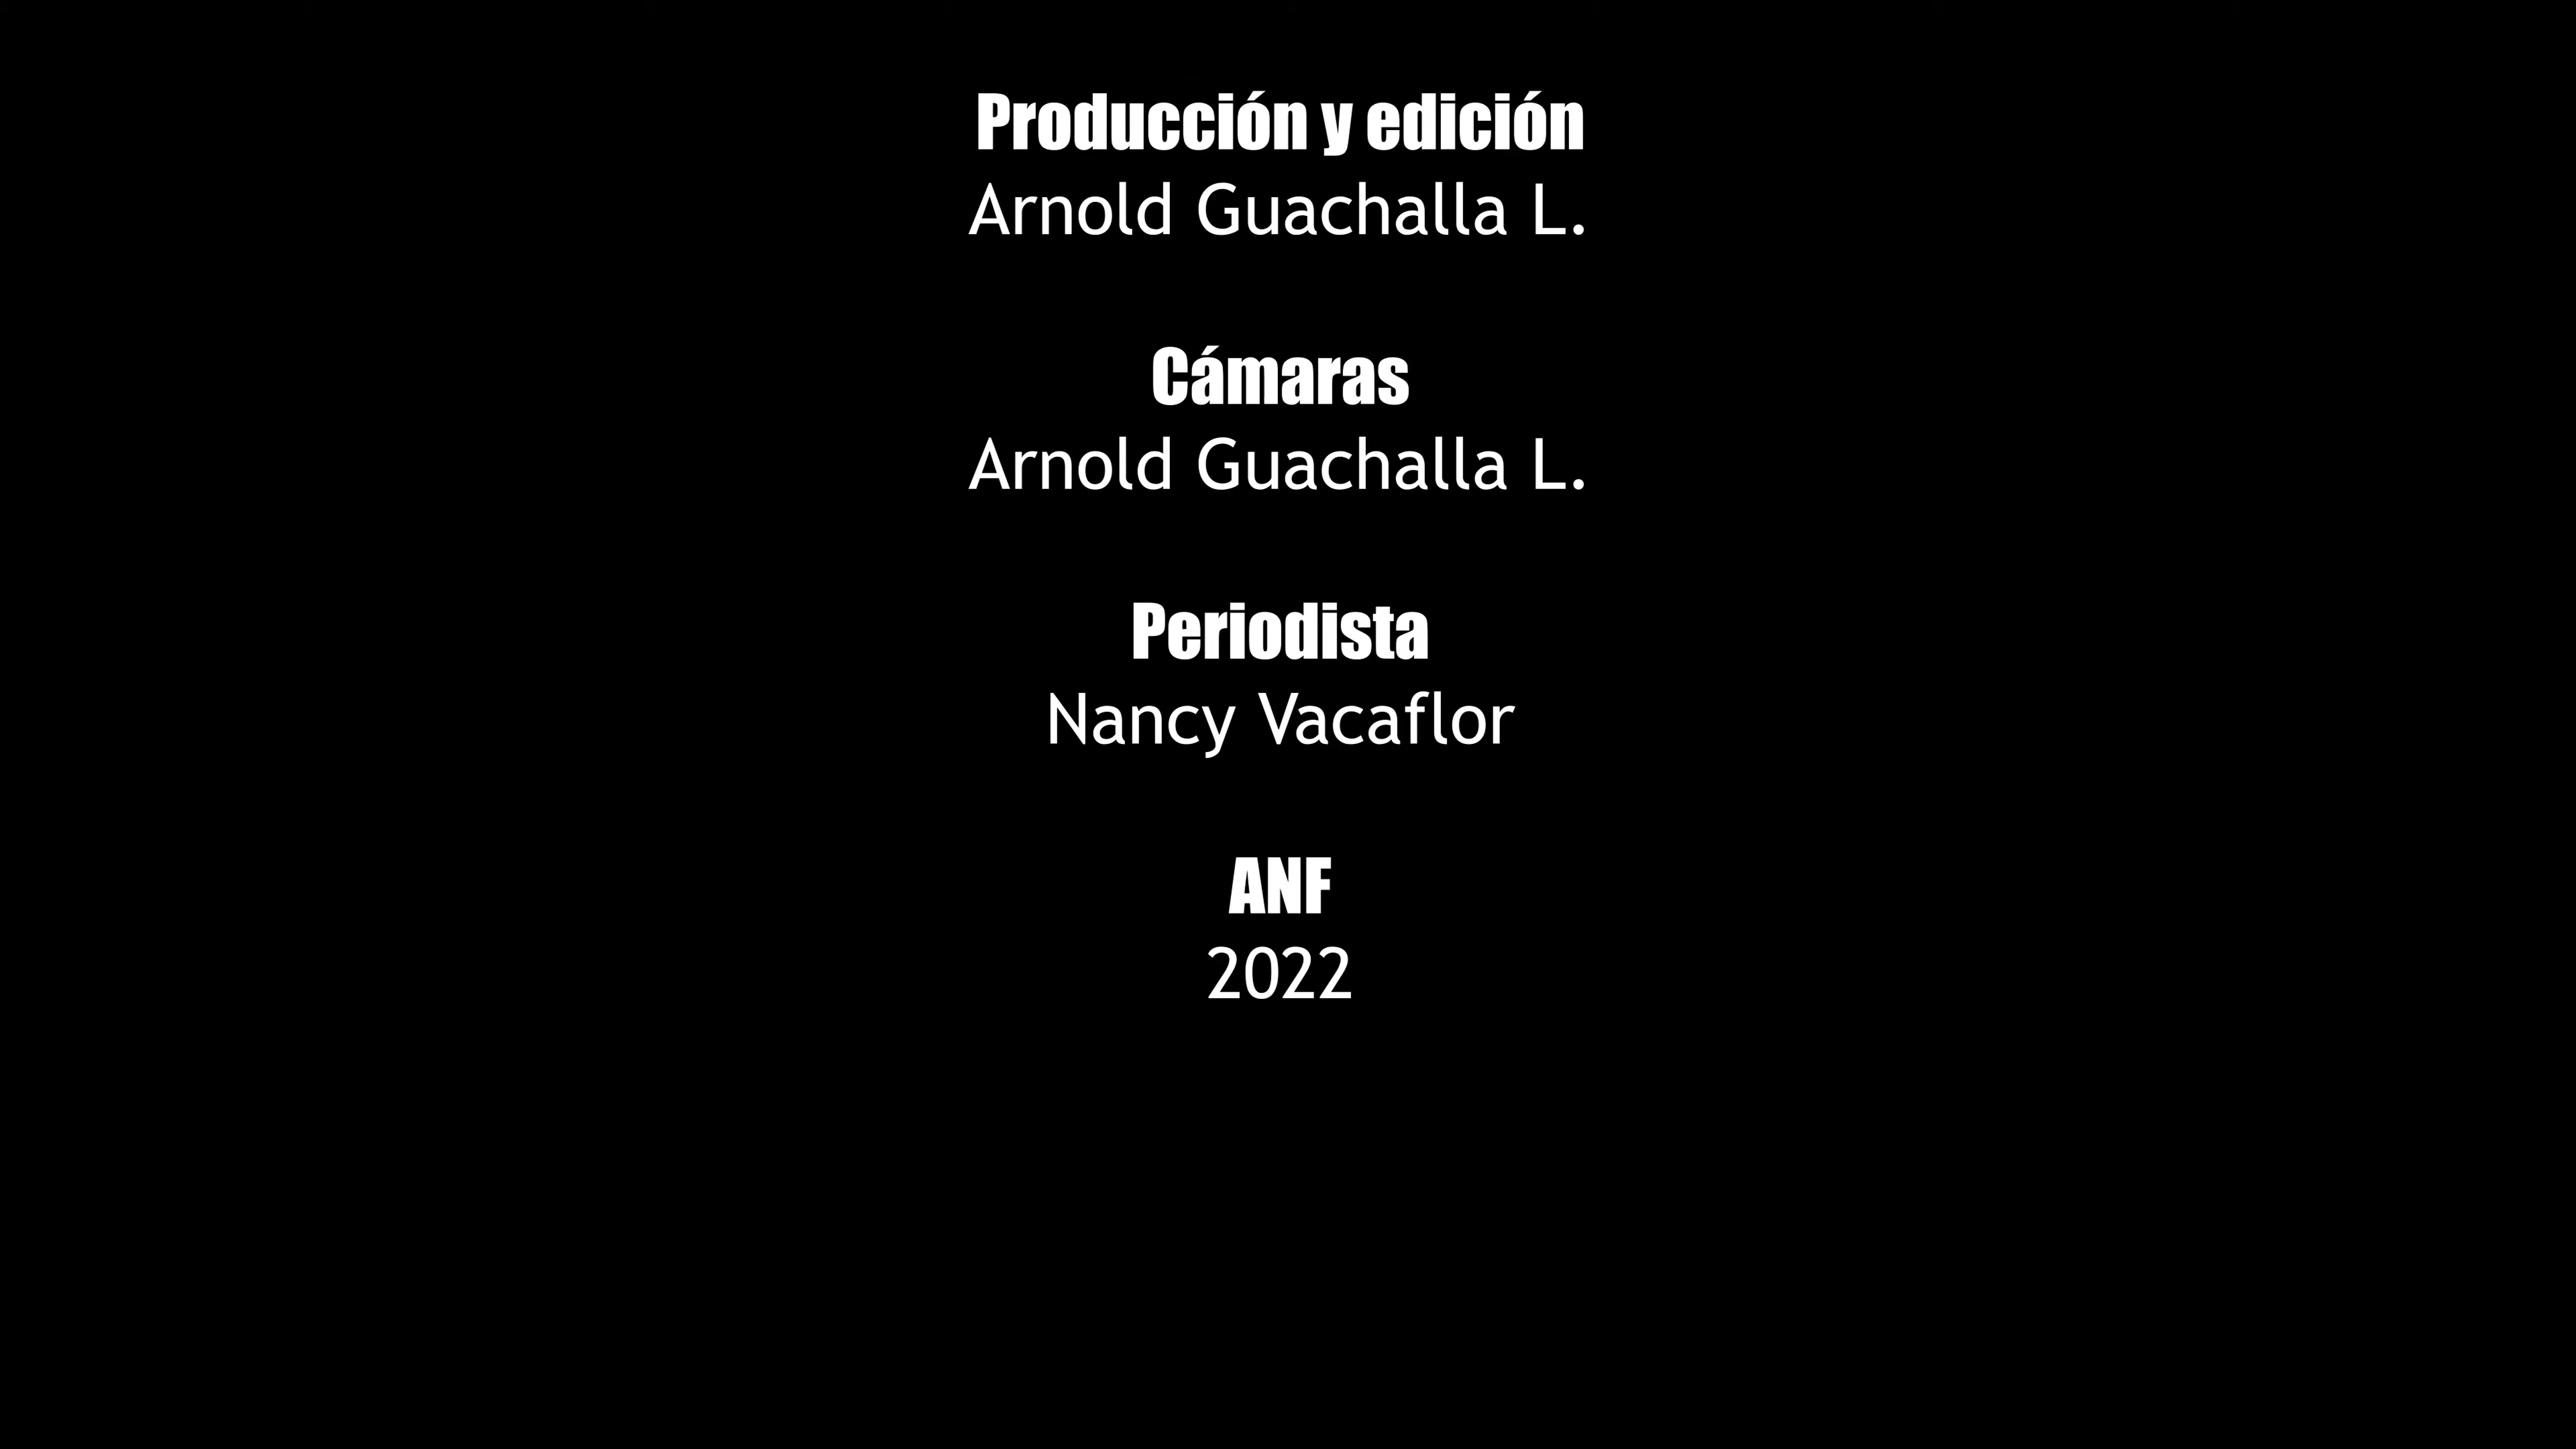 Producción y edición
Arnold Guachalla L.
Cámaras
Arnold Guachalla L.
Periodista
Nancy Vacaflor
ANF
2022